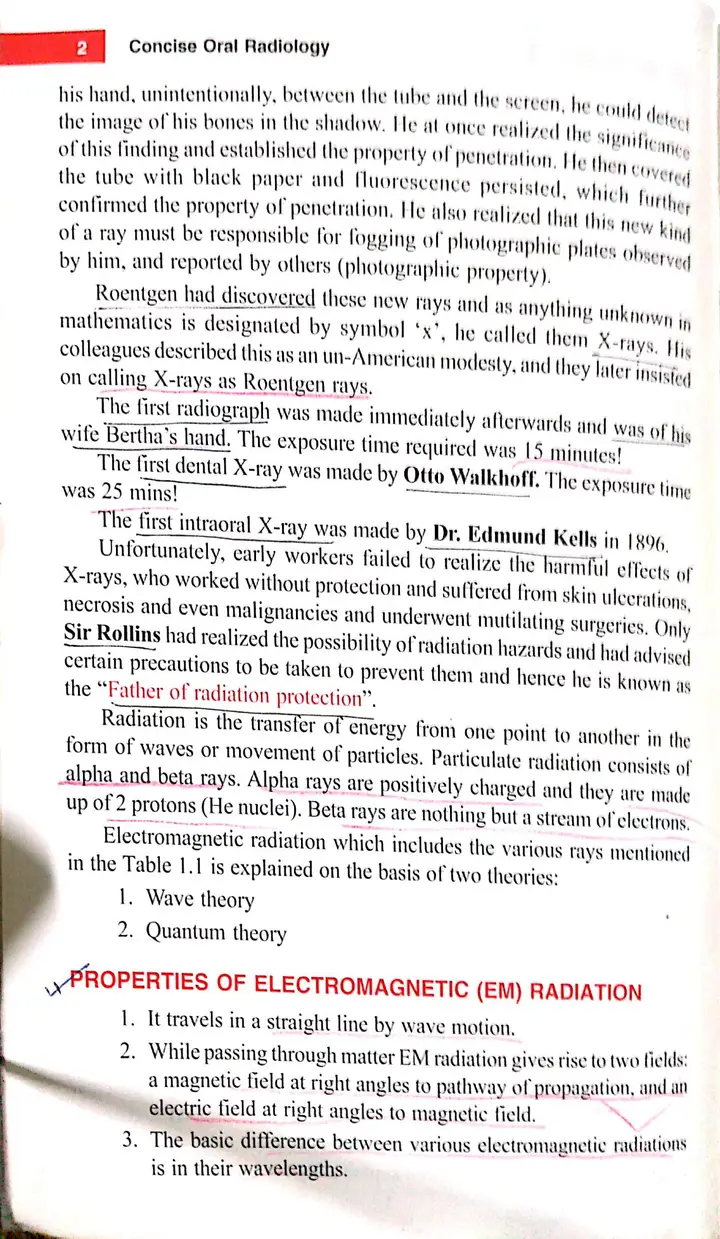 2 Concise Oral Radiology
his hand, unintentionally, between the tube and the screen, he could detect
the image of his bones in the shadow. He at once realized the significance
of this finding and established the property of penetration. He then covered
the tube with black paper and fluorescence persisted, which further
confirmed the property of penetration. He also realized that this new kind
of a ray must be responsible for fogging of photographic plates observed
by him, and reported by others (photographic property).
Roentgen had discovered these new rays and as anything unknown in
mathematics is designated by symbol ‘x’, he called them X-rays. His
colleagues described this as an un-American modesty, and they later insisted
on calling X-rays as Roentgen rays.
The first radiograph was made immediately afterwards and was of his
wife Bertha’s hand. The exposure time required was 15 minutes!
The first dental X-ray was made by Otto Walkhoff. The exposure time
was 25 mins!
The first intraoral X-ray was made by Dr. Edmund Kells in 1896.
Unfortunately, early workers failed to realize the harmful effects of
X-rays, who worked without protection and suffered from skin ulcerations,
necrosis and even malignancies and underwent mutilating surgeries. Only
Sir Rollins had realized the possibility of radiation hazards and had advised
certain precautions to be taken to prevent them and hence he is known as
the “Father of radiation protection”.
Radiation is the transfer of energy from one point to another in the
form of waves or movement of particles. Particulate radiation consists of
alpha and beta rays. Alpha rays are positively charged and they are made
up of 2 protons (He nuclei). Beta rays are nothing but a stream of electrons.
Electromagnetic radiation which includes the various rays mentioned
in the Table 1.1 is explained on the basis of two theories:
1. Wave theory
2. Quantum theory
PROPERTIES OF ELECTROMAGNETIC (EM) RADIATION
1. It travels in a straight line by wave motion.
2. While passing through matter EM radiation gives rise to two fields:
a magnetic field at right angles to pathway of propagation, and an
electric field at right angles to magnetic field.
3. The basic difference between various electromagnetic radiations
is in their wavelengths.